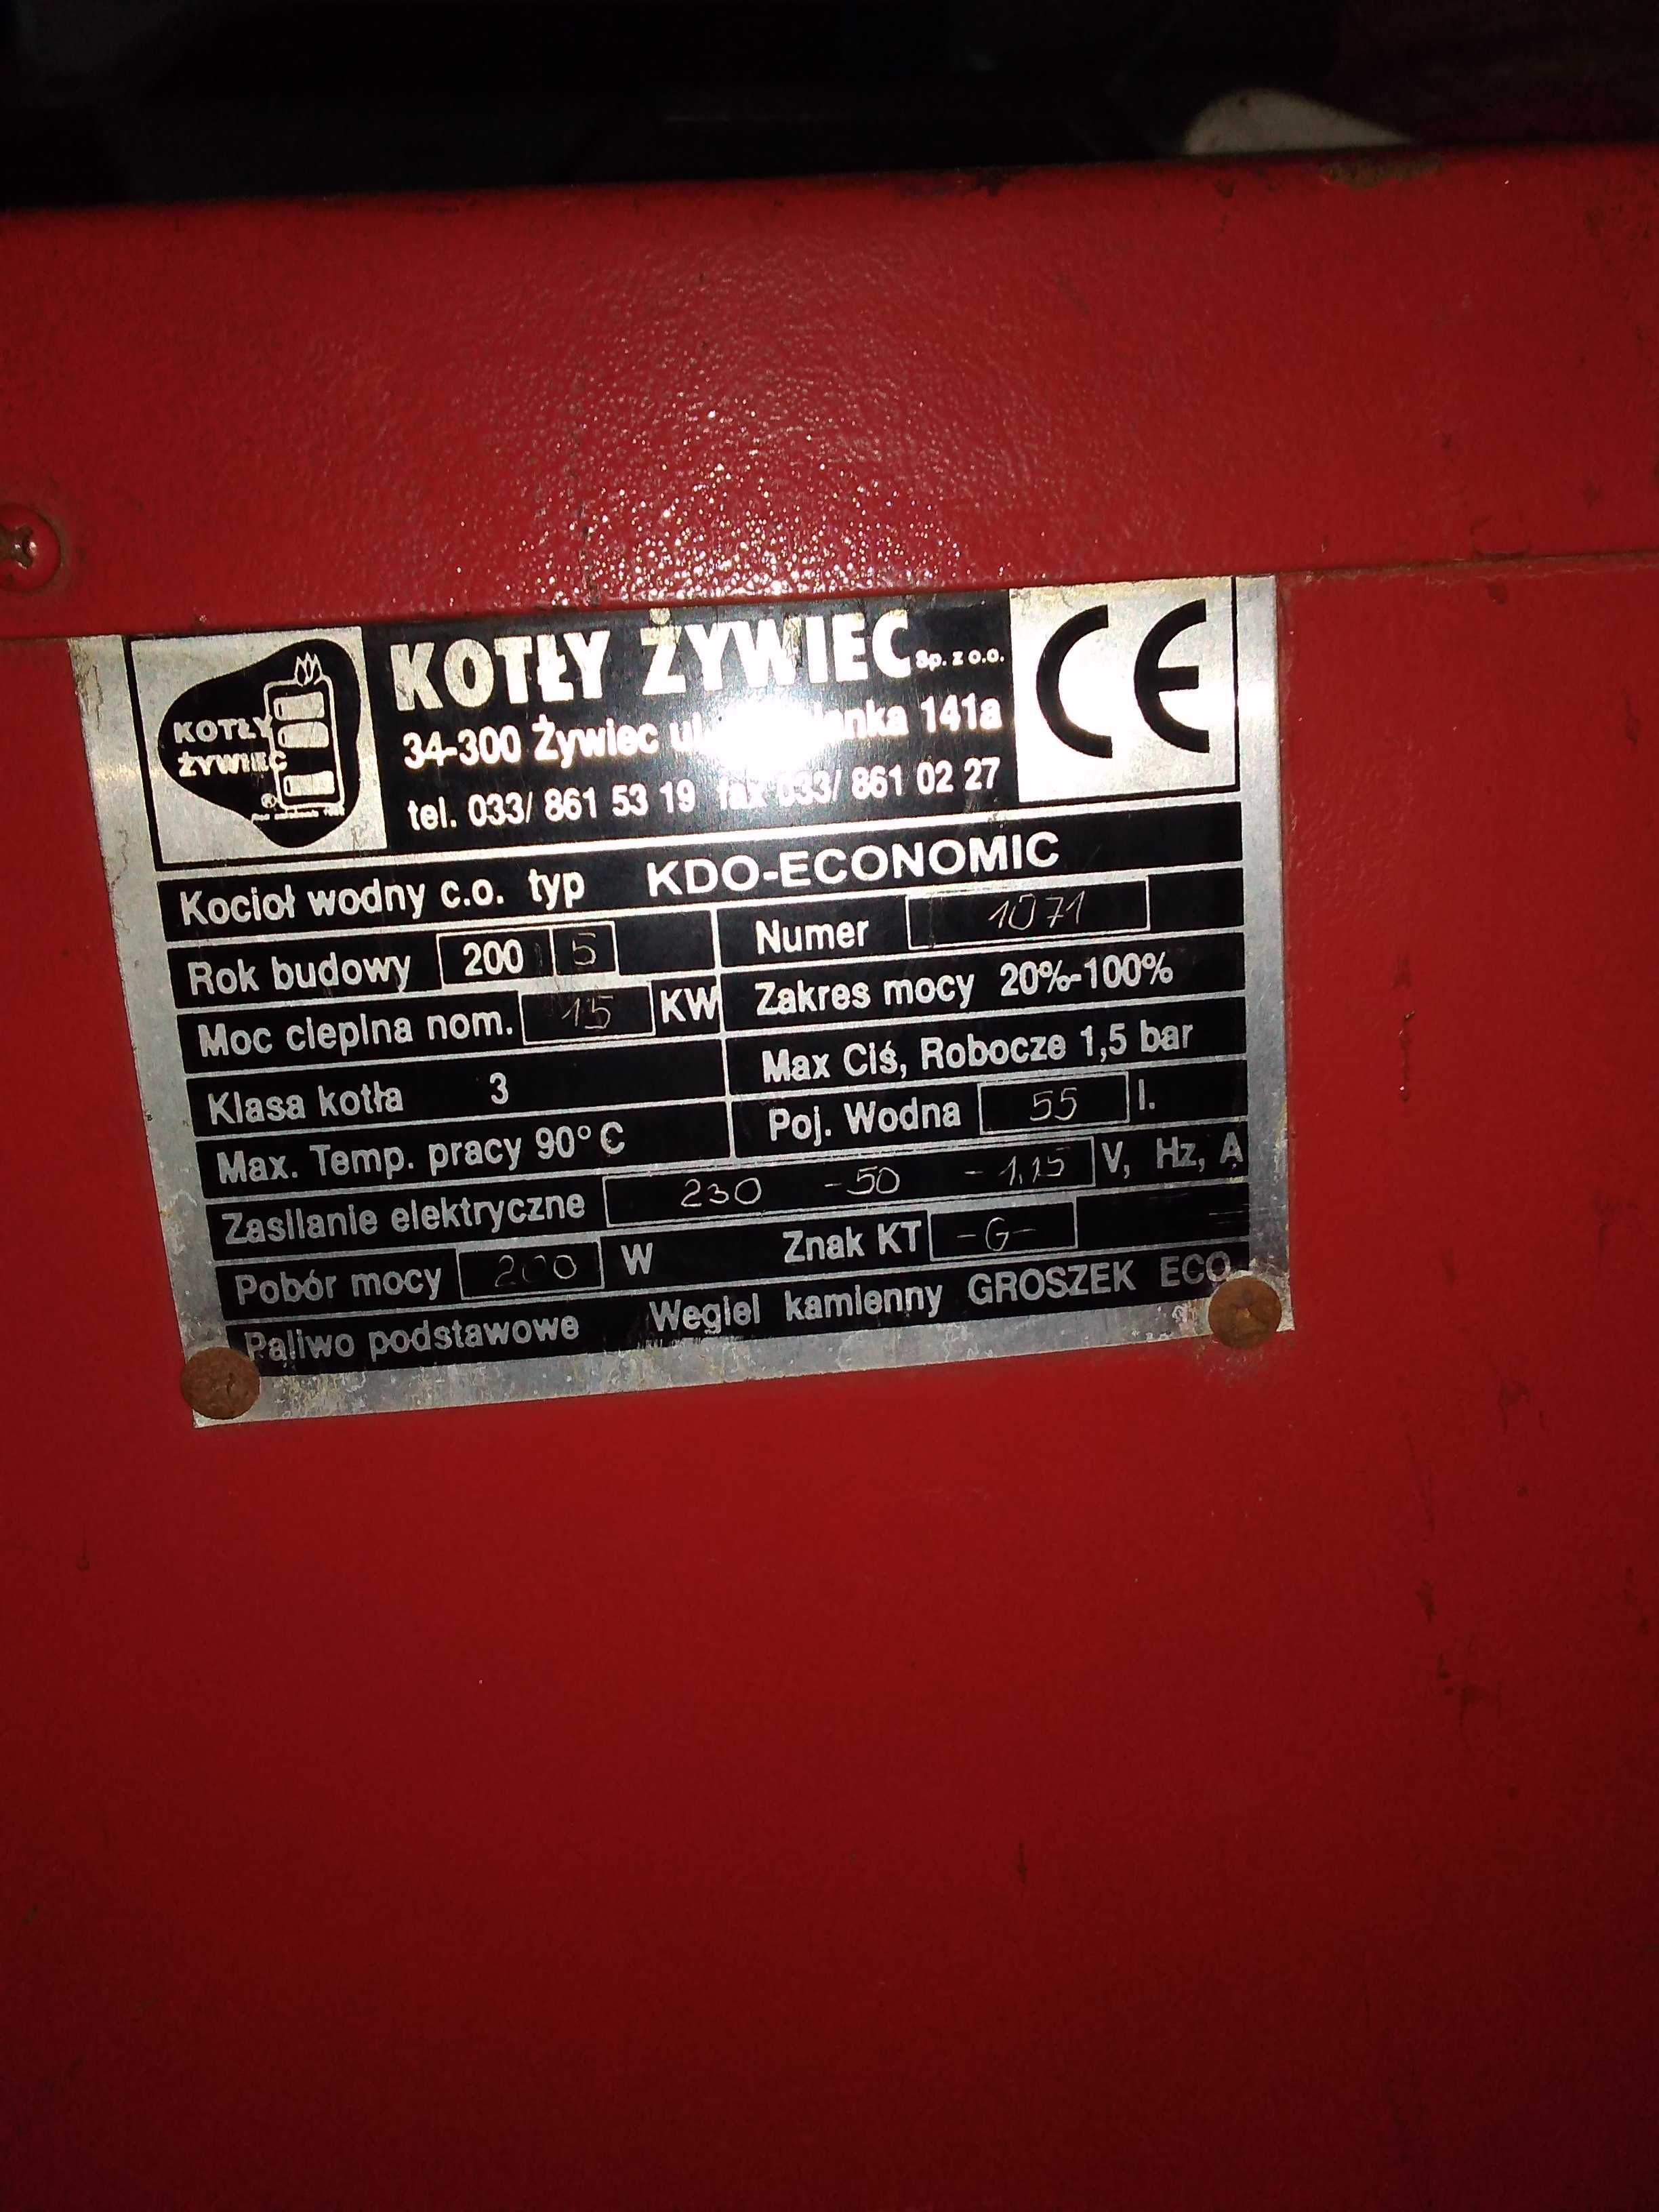 KOTŁY ŻYWIEC Sp. z o.o.
KOTŁY
ŻYWIEC
®
34-300 Żywiec 141a
tel. 033/ 861 53 19 fax 033/ 861 02 27
CE
Kocioł wodny c.o. typ KDO-ECONOMIC
Rok budowy 200 5 Numer 1071
Moc cieplna nom. 15 KW Zakres mocy 20%-100%
Klasa kotła 3 Max Ciś, Robocze 1,5 bar
Max. Temp. pracy 90°C Poj. Wodna 55 l.
Zasilanie elektryczne 230 -50 -1,15 V, Hz, A
Pobór mocy 200 W Znak KT -G-
Paliwo podstawowe Wegiel kamienny GROSZEK ECO